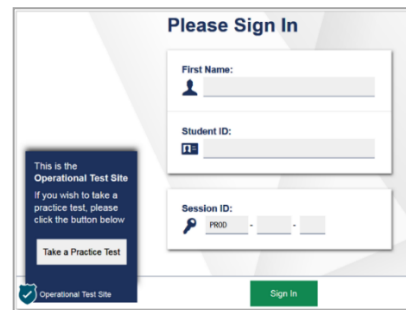 Please Sign In
First Name:
Student ID:
Session ID:
PROD - -
This is the
Operational Test Site
If you wish to take a
practice test, please
click the button below
Take a Practice Test
Operational Test Site
Sign In